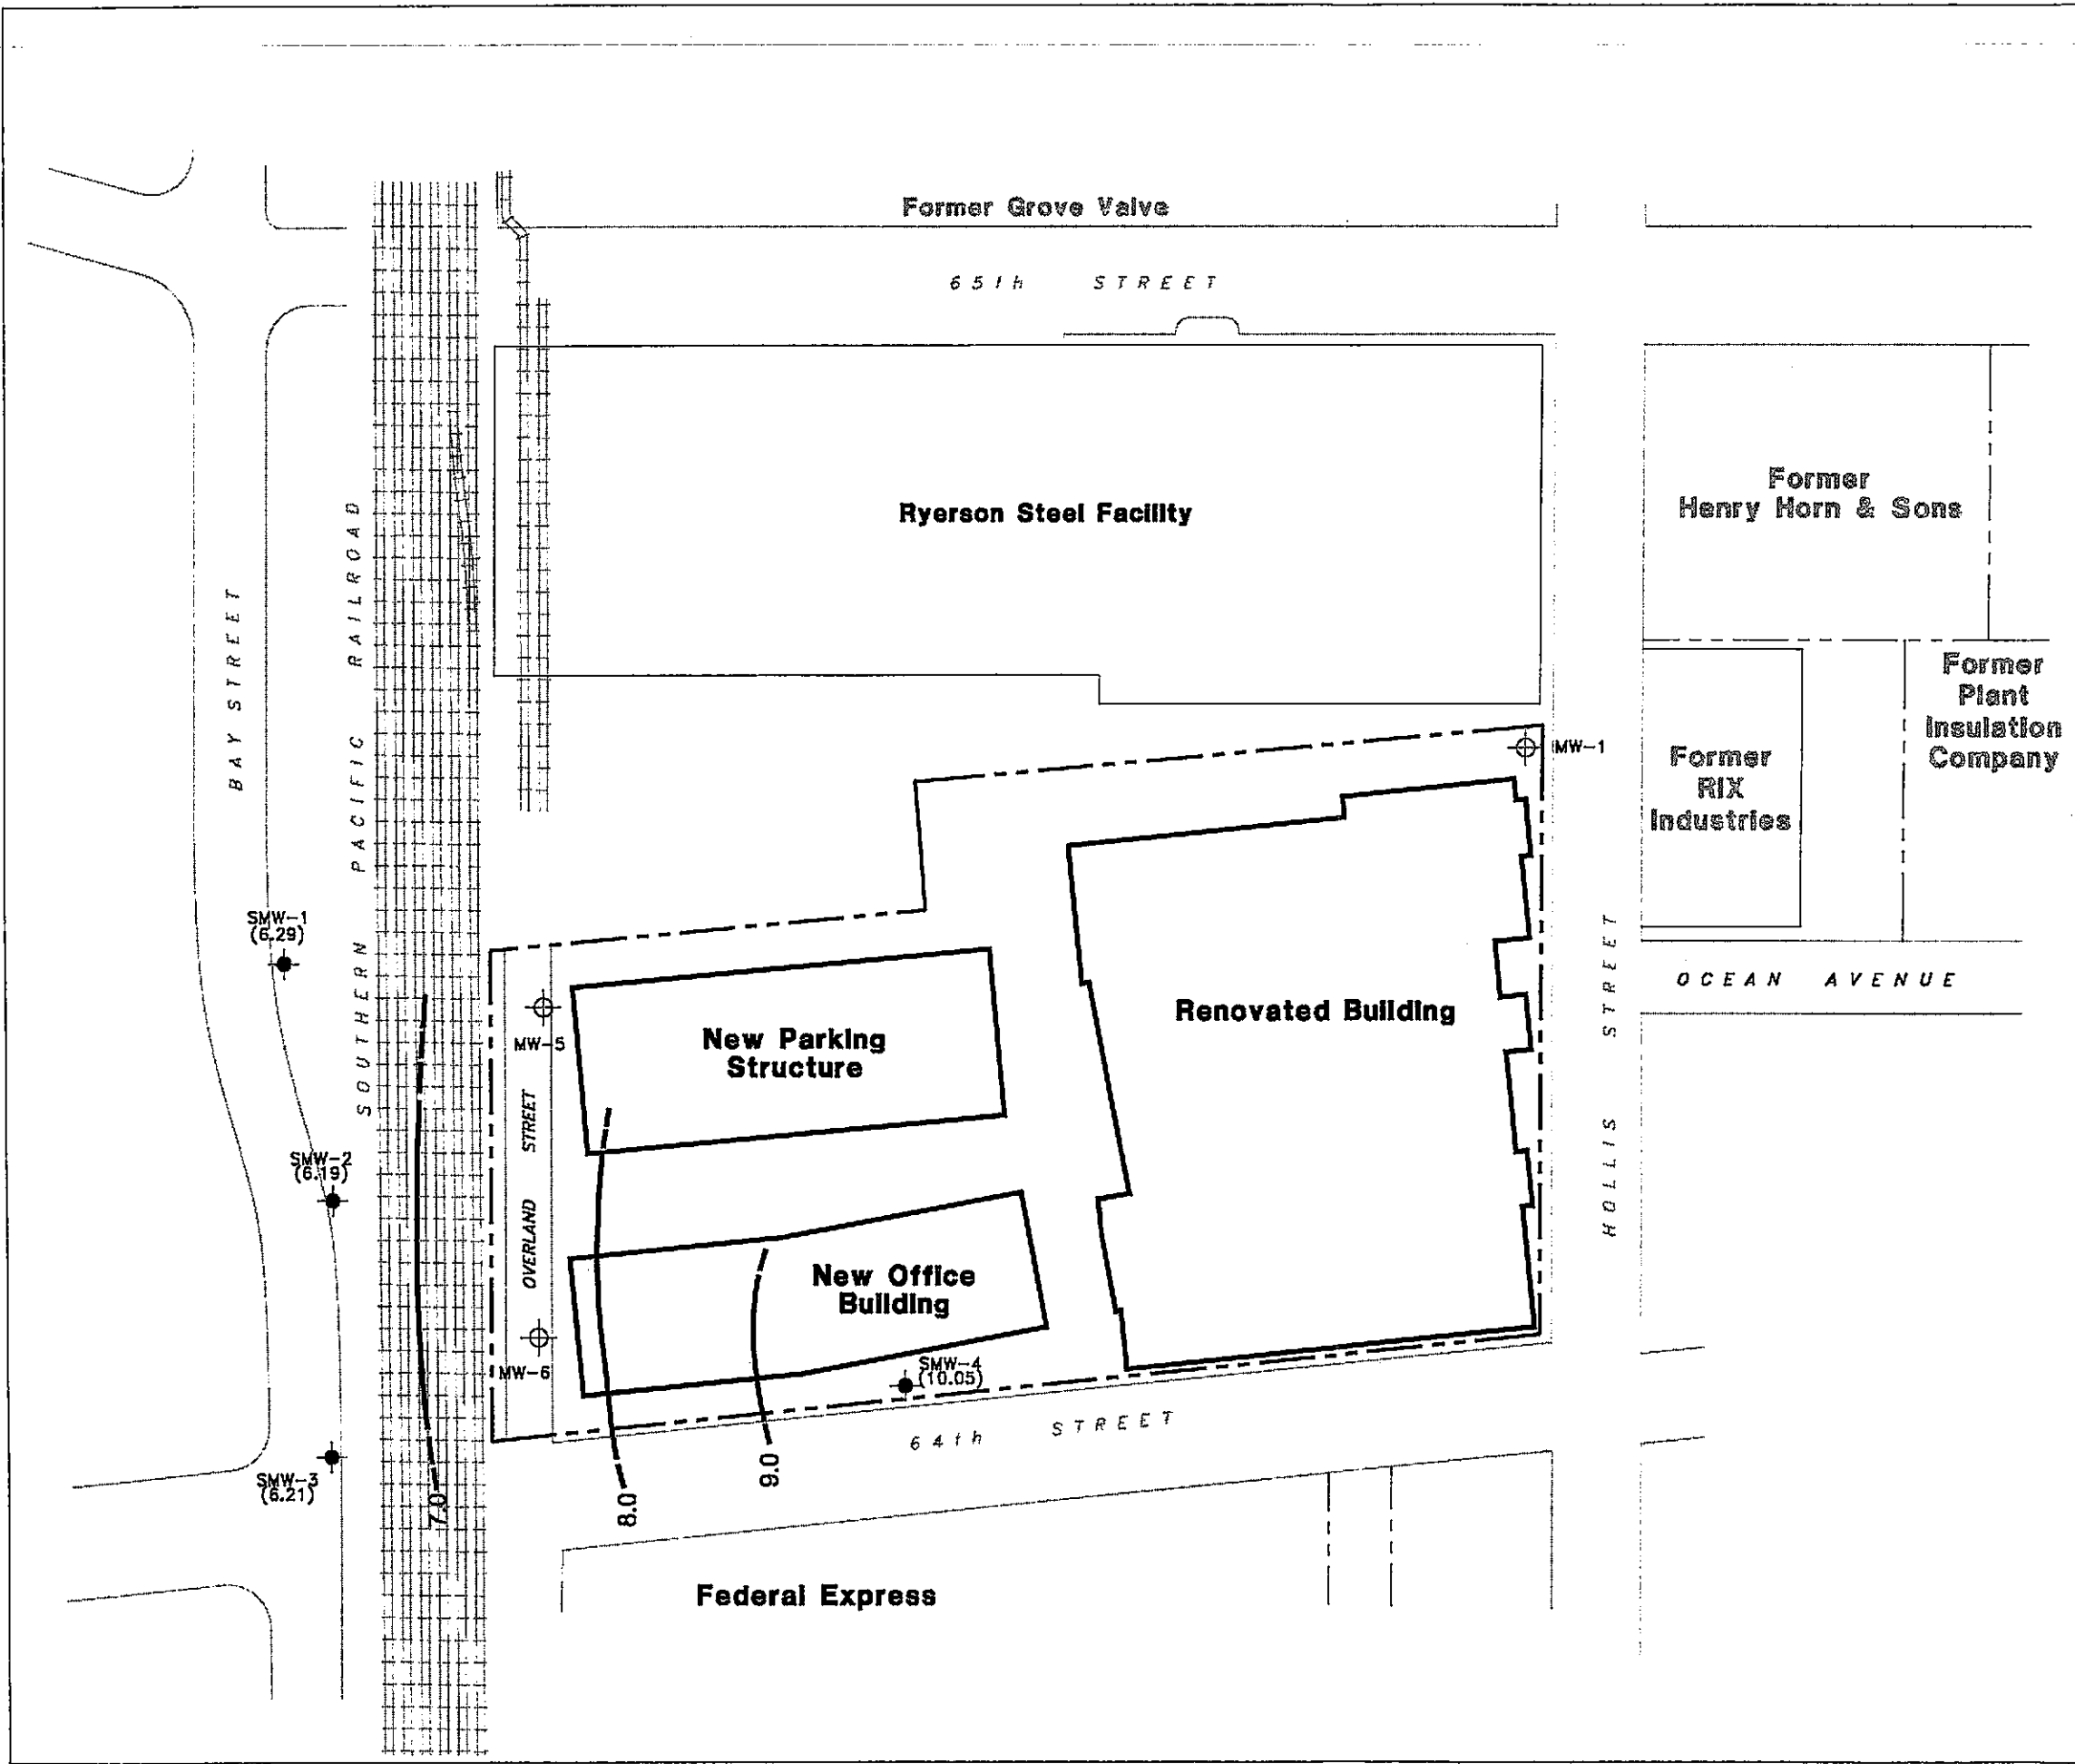 Former Grove Valve
65th STREET
Ryerson Steel Facility
Former
Henry Horn & Sons
BAY STREET
SOUTHERN PACIFIC RAILROAD
Former
Plant
Insulation
Company
MW-1
Former
RIX
Industries
SMW-1
(6.29)
HOLLIS STREET
OCEAN AVENUE
Renovated Building
New Parking
Structure
MW-5
OVERLAND STREET
SMW-2
(6.19)
New Office
Building
MW-6
SMW-4
(10.05)
64th STREET
SMW-3
(6.21)
7.0
8.0
9.0
Federal Express